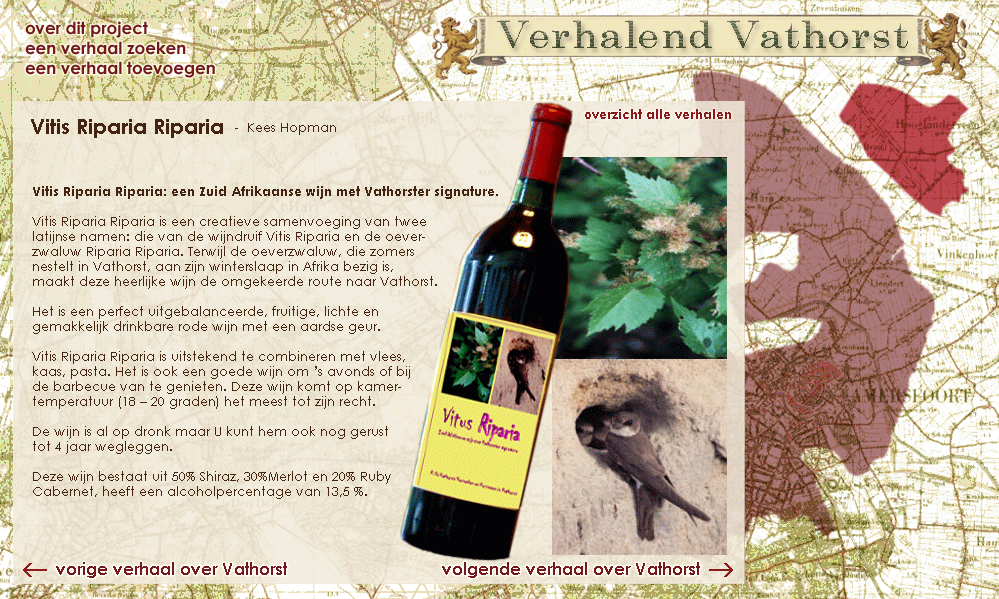 over dit project
een verhaal zoeken
een verhaal toevoegen
Verhalend Vathorst
Vitis Riparia Riparia - Kees Hopman
overzicht alle verhalen
Vitis Riparia Riparia: een Zuid Afrikaanse wijn met Vathorster signature.
Vitis Riparia Riparia is een creatieve samenvoeging van twee
latijnse namen: die van de wijndruif Vitis Riparia en de oever-
zwaluw Riparia Riparia. Terwijl de oeverzwaluw, die zomers
nestelt in Vathorst, aan zijn winterslaap in Afrika bezig is,
maakt deze heerlijke wijn de omgekeerde route naar Vathorst.
Het is een perfect uitgebalanceerde, fruitige, lichte en
gemakkelijk drinkbare rode wijn met een aardse geur.
Vitis Riparia Riparia is uitstekend te combineren met vlees,
kaas, pasta. Het is ook een goede wijn om 's avonds of bij
de barbecue van te genieten. Deze wijn komt op kamer-
temperatuur (18 – 20 graden) het meest tot zijn recht.
De wijn is al op dronk maar U kunt hem ook nog gerust
tot 4 jaar wegleggen.
Deze wijn bestaat uit 50% Shiraz, 30%Merlot en 20% Ruby
Cabernet, heeft een alcoholpercentage van 13,5 %.
Vitus Riparia
AMERSFOORT
← vorige verhaal over Vathorst
volgende verhaal over Vathorst →